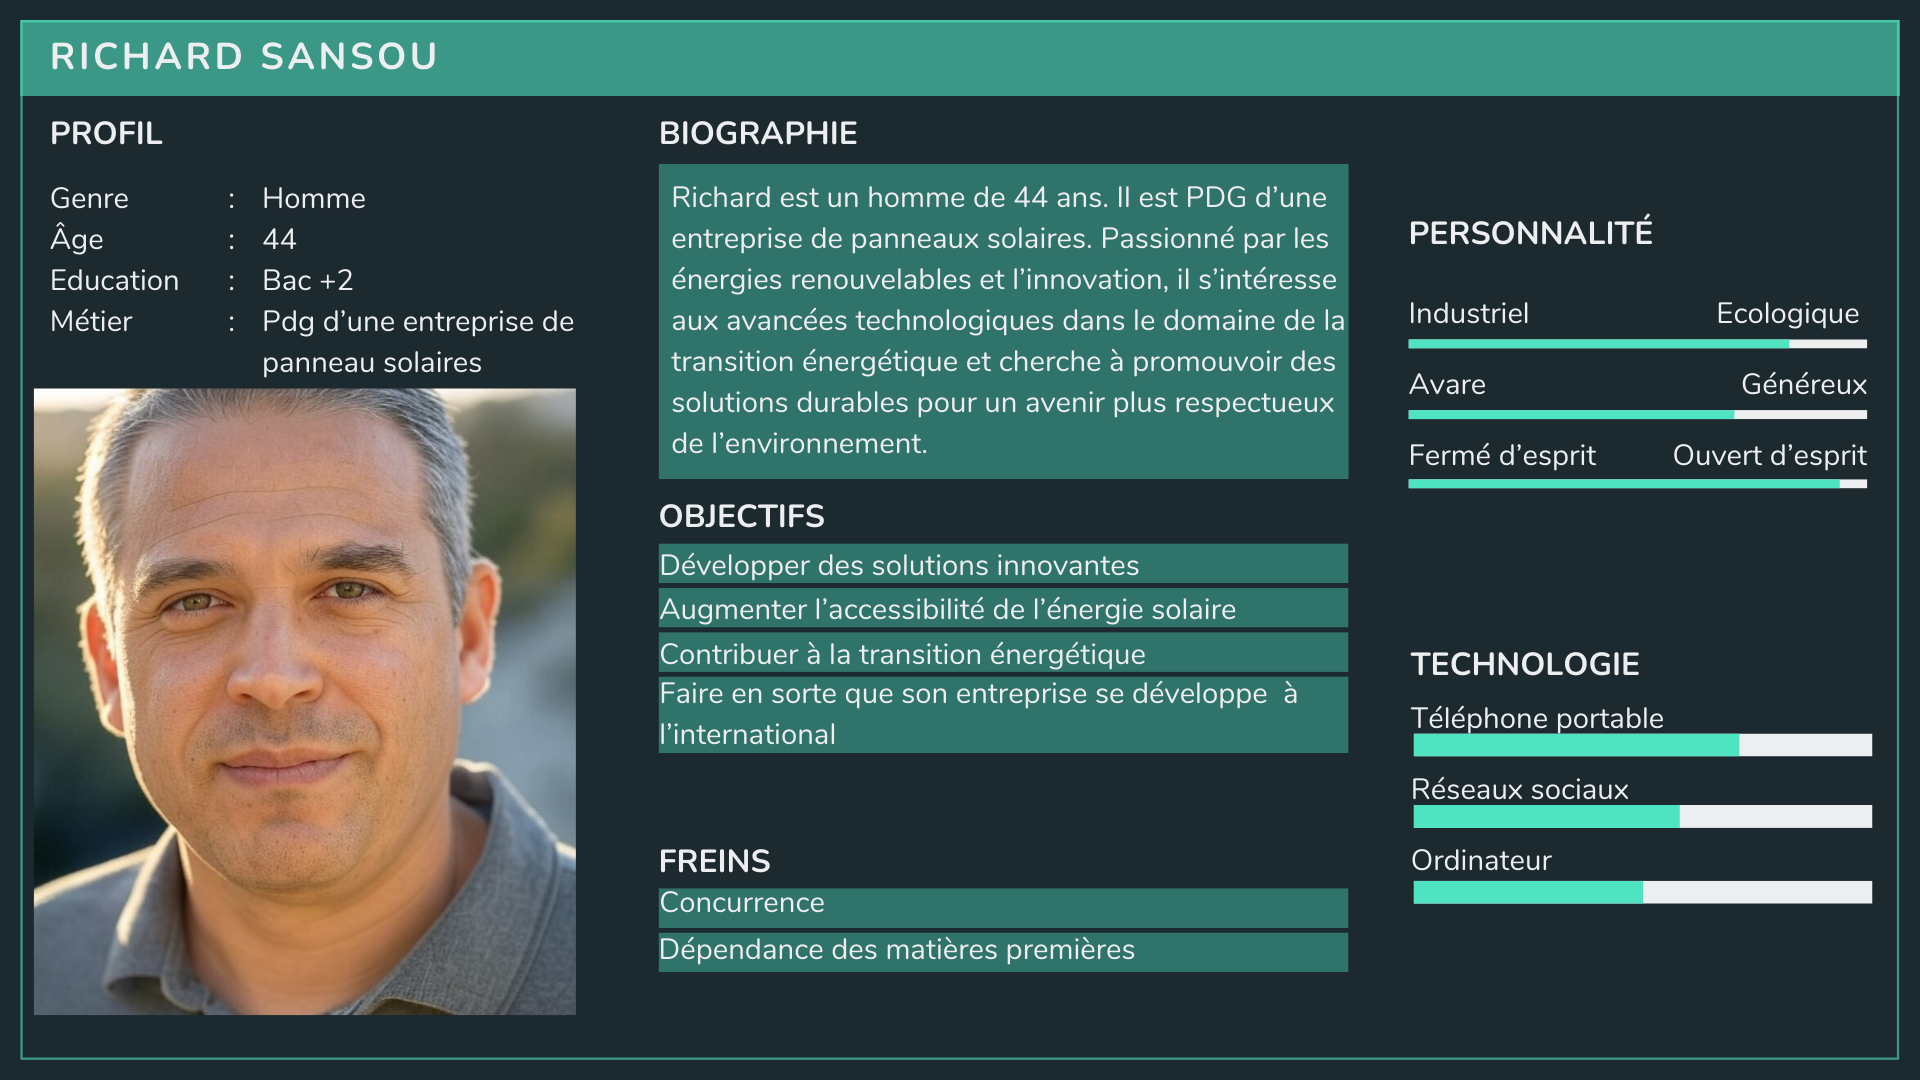 RICHARD SANSOU
PROFIL
Genre : Homme
Âge : 44
Education : Bac +2
Métier : Pdg d’une entreprise de
panneau solaires
BIOGRAPHIE
Richard est un homme de 44 ans. Il est PDG d’une
entreprise de panneaux solaires. Passionné par les
énergies renouvelables et l’innovation, il s’intéresse
aux avancées technologiques dans le domaine de la
transition énergétique et cherche à promouvoir des
solutions durables pour un avenir plus respectueux
de l’environnement.
OBJECTIFS
Développer des solutions innovantes
Augmenter l’accessibilité de l’énergie solaire
Contribuer à la transition énergétique
Faire en sorte que son entreprise se développe à
l’international
FREINS
Concurrence
Dépendance des matières premières
PERSONNALITÉ
Industriel Ecologique
Avare Généreux
Fermé d’esprit Ouvert d’esprit
TECHNOLOGIE
Téléphone portable
Réseaux sociaux
Ordinateur